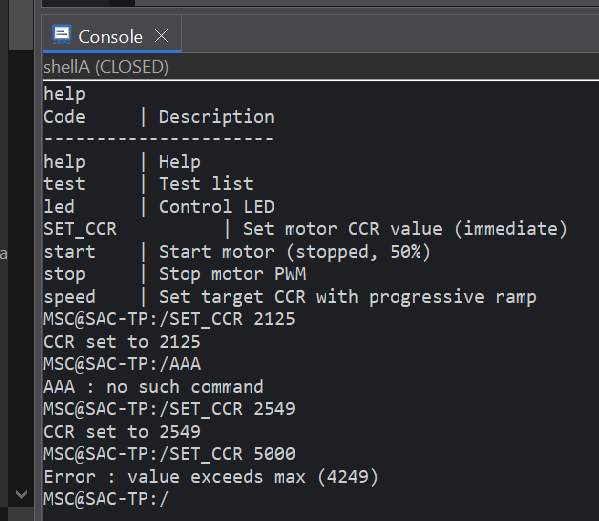 Console
shellA (CLOSED)
help
Code     | Description
----------------------
help     | Help
test     | Test list
led      | Control LED
SET_CCR          | Set motor CCR value (immediate)
start    | Start motor (stopped, 50%)
stop     | Stop motor PWM
speed    | Set target CCR with progressive ramp
MSC@SAC-TP:/SET_CCR 2125
CCR set to 2125
MSC@SAC-TP:/AAA
AAA : no such command
MSC@SAC-TP:/SET_CCR 2549
CCR set to 2549
MSC@SAC-TP:/SET_CCR 5000
Error : value exceeds max (4249)
MSC@SAC-TP:/
a